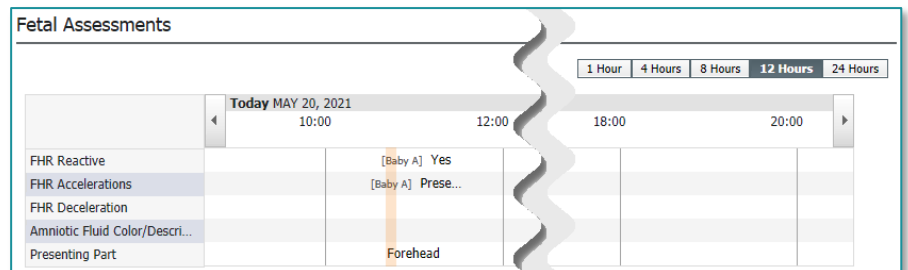 Fetal Assessments
1 Hour 4 Hours 8 Hours 12 Hours 24 Hours
Today MAY 20, 2021
10:00 12:00 18:00 20:00
FHR Reactive [Baby A] Yes
FHR Accelerations [Baby A] Prese...
FHR Deceleration
Amniotic Fluid Color/Descri...
Presenting Part Forehead